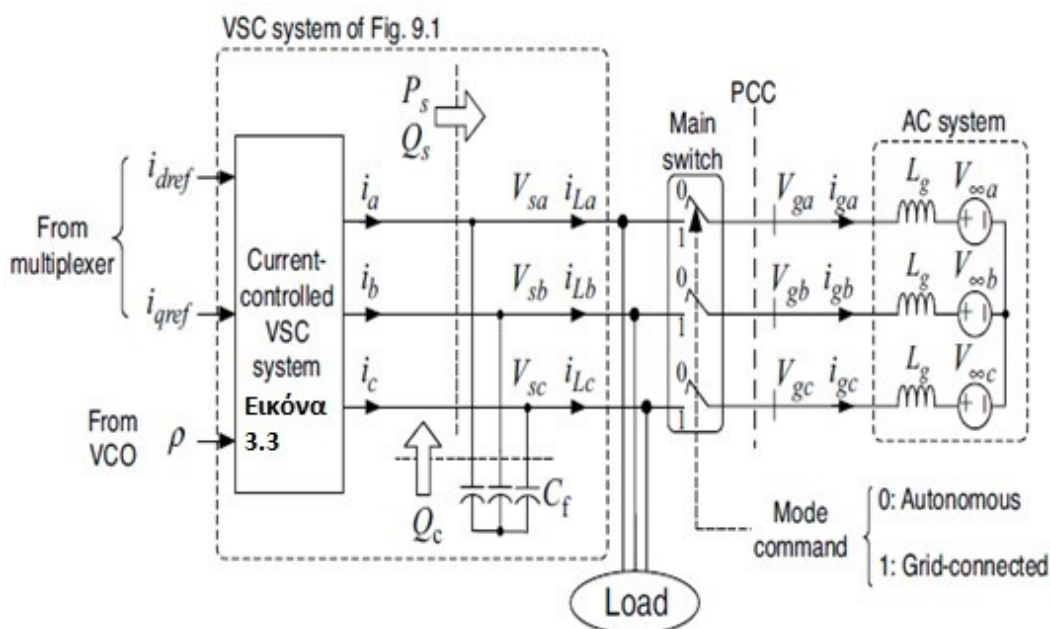 VSC system of Fig. 9.1
P_s
Q_s
PCC
Main
switch
AC system
From
multiplexer
i_dref
i_qref
From
VCO
ρ
Current-
controlled
VSC
system
Εικόνα
3.3
i_a
i_b
i_c
V_sa
i_La
V_sb
i_Lb
V_sc
i_Lc
0
1
0
1
0
1
V_ga
i_ga
L_g
V_∞a
+ −
V_gb
i_gb
L_g
V_∞b
+ −
V_gc
i_gc
L_g
V_∞c
+ −
Q_c
C_f
Load
Mode
command
0: Autonomous
1: Grid-connected